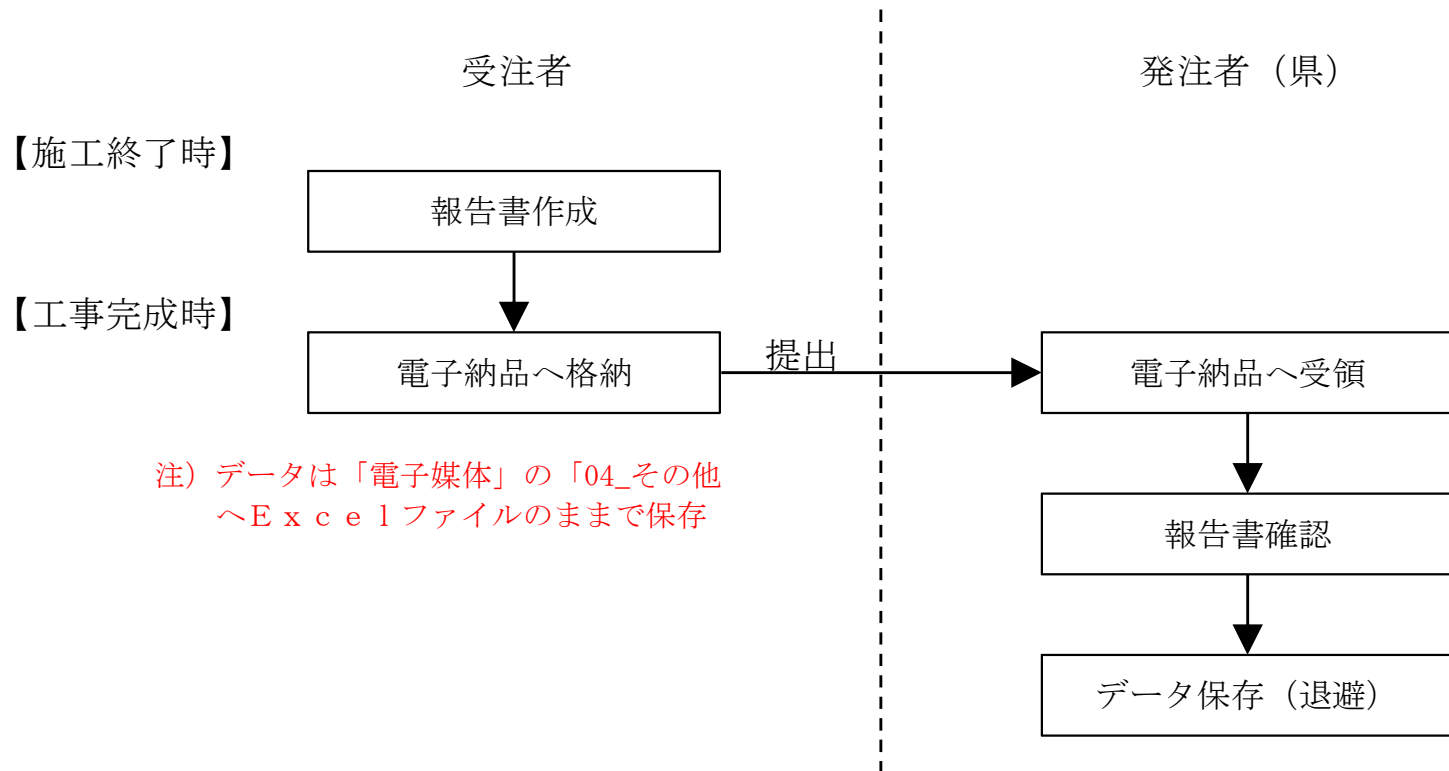 受注者
発注者（県）
【施工終了時】
報告書作成
【工事完成時】
電子納品へ格納
提出
電子納品へ受領
注）データは「電子媒体」の「04_その他
へＥｘｃｅｌファイルのままで保存
報告書確認
データ保存（退避）